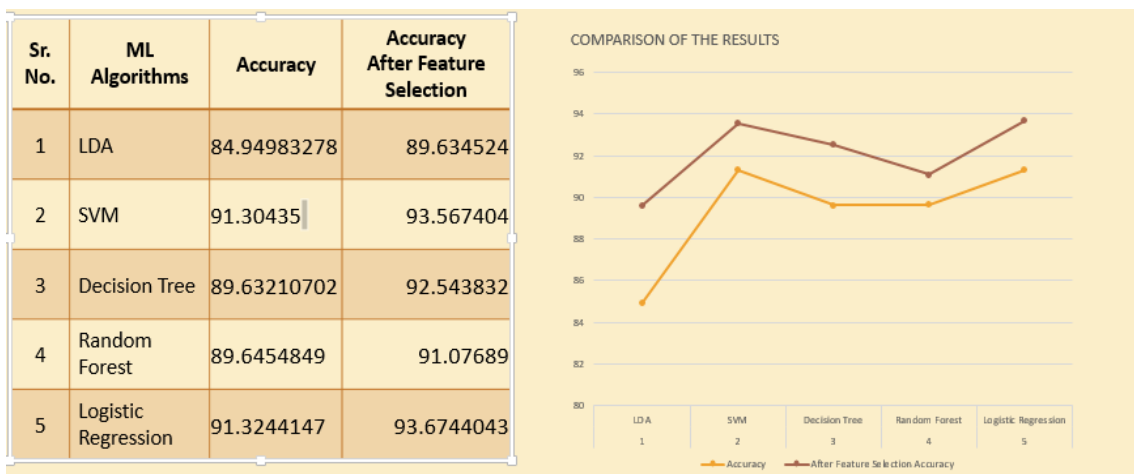 Sr.
No.
ML
Algorithms
Accuracy
Accuracy
After Feature
Selection
1
LDA
84.94983278
89.634524
2
SVM
91.30435
93.567404
3
Decision Tree
89.63210702
92.543832
4
Random
Forest
89.6454849
91.07689
5
Logistic
Regression
91.3244147
93.6744043
COMPARISON OF THE RESULTS
96
94
92
90
88
86
84
82
80
LDA SVM Decision Tree Random Forest Logistic Regression
1 2 3 4 5
Accuracy After Feature Selection Accuracy